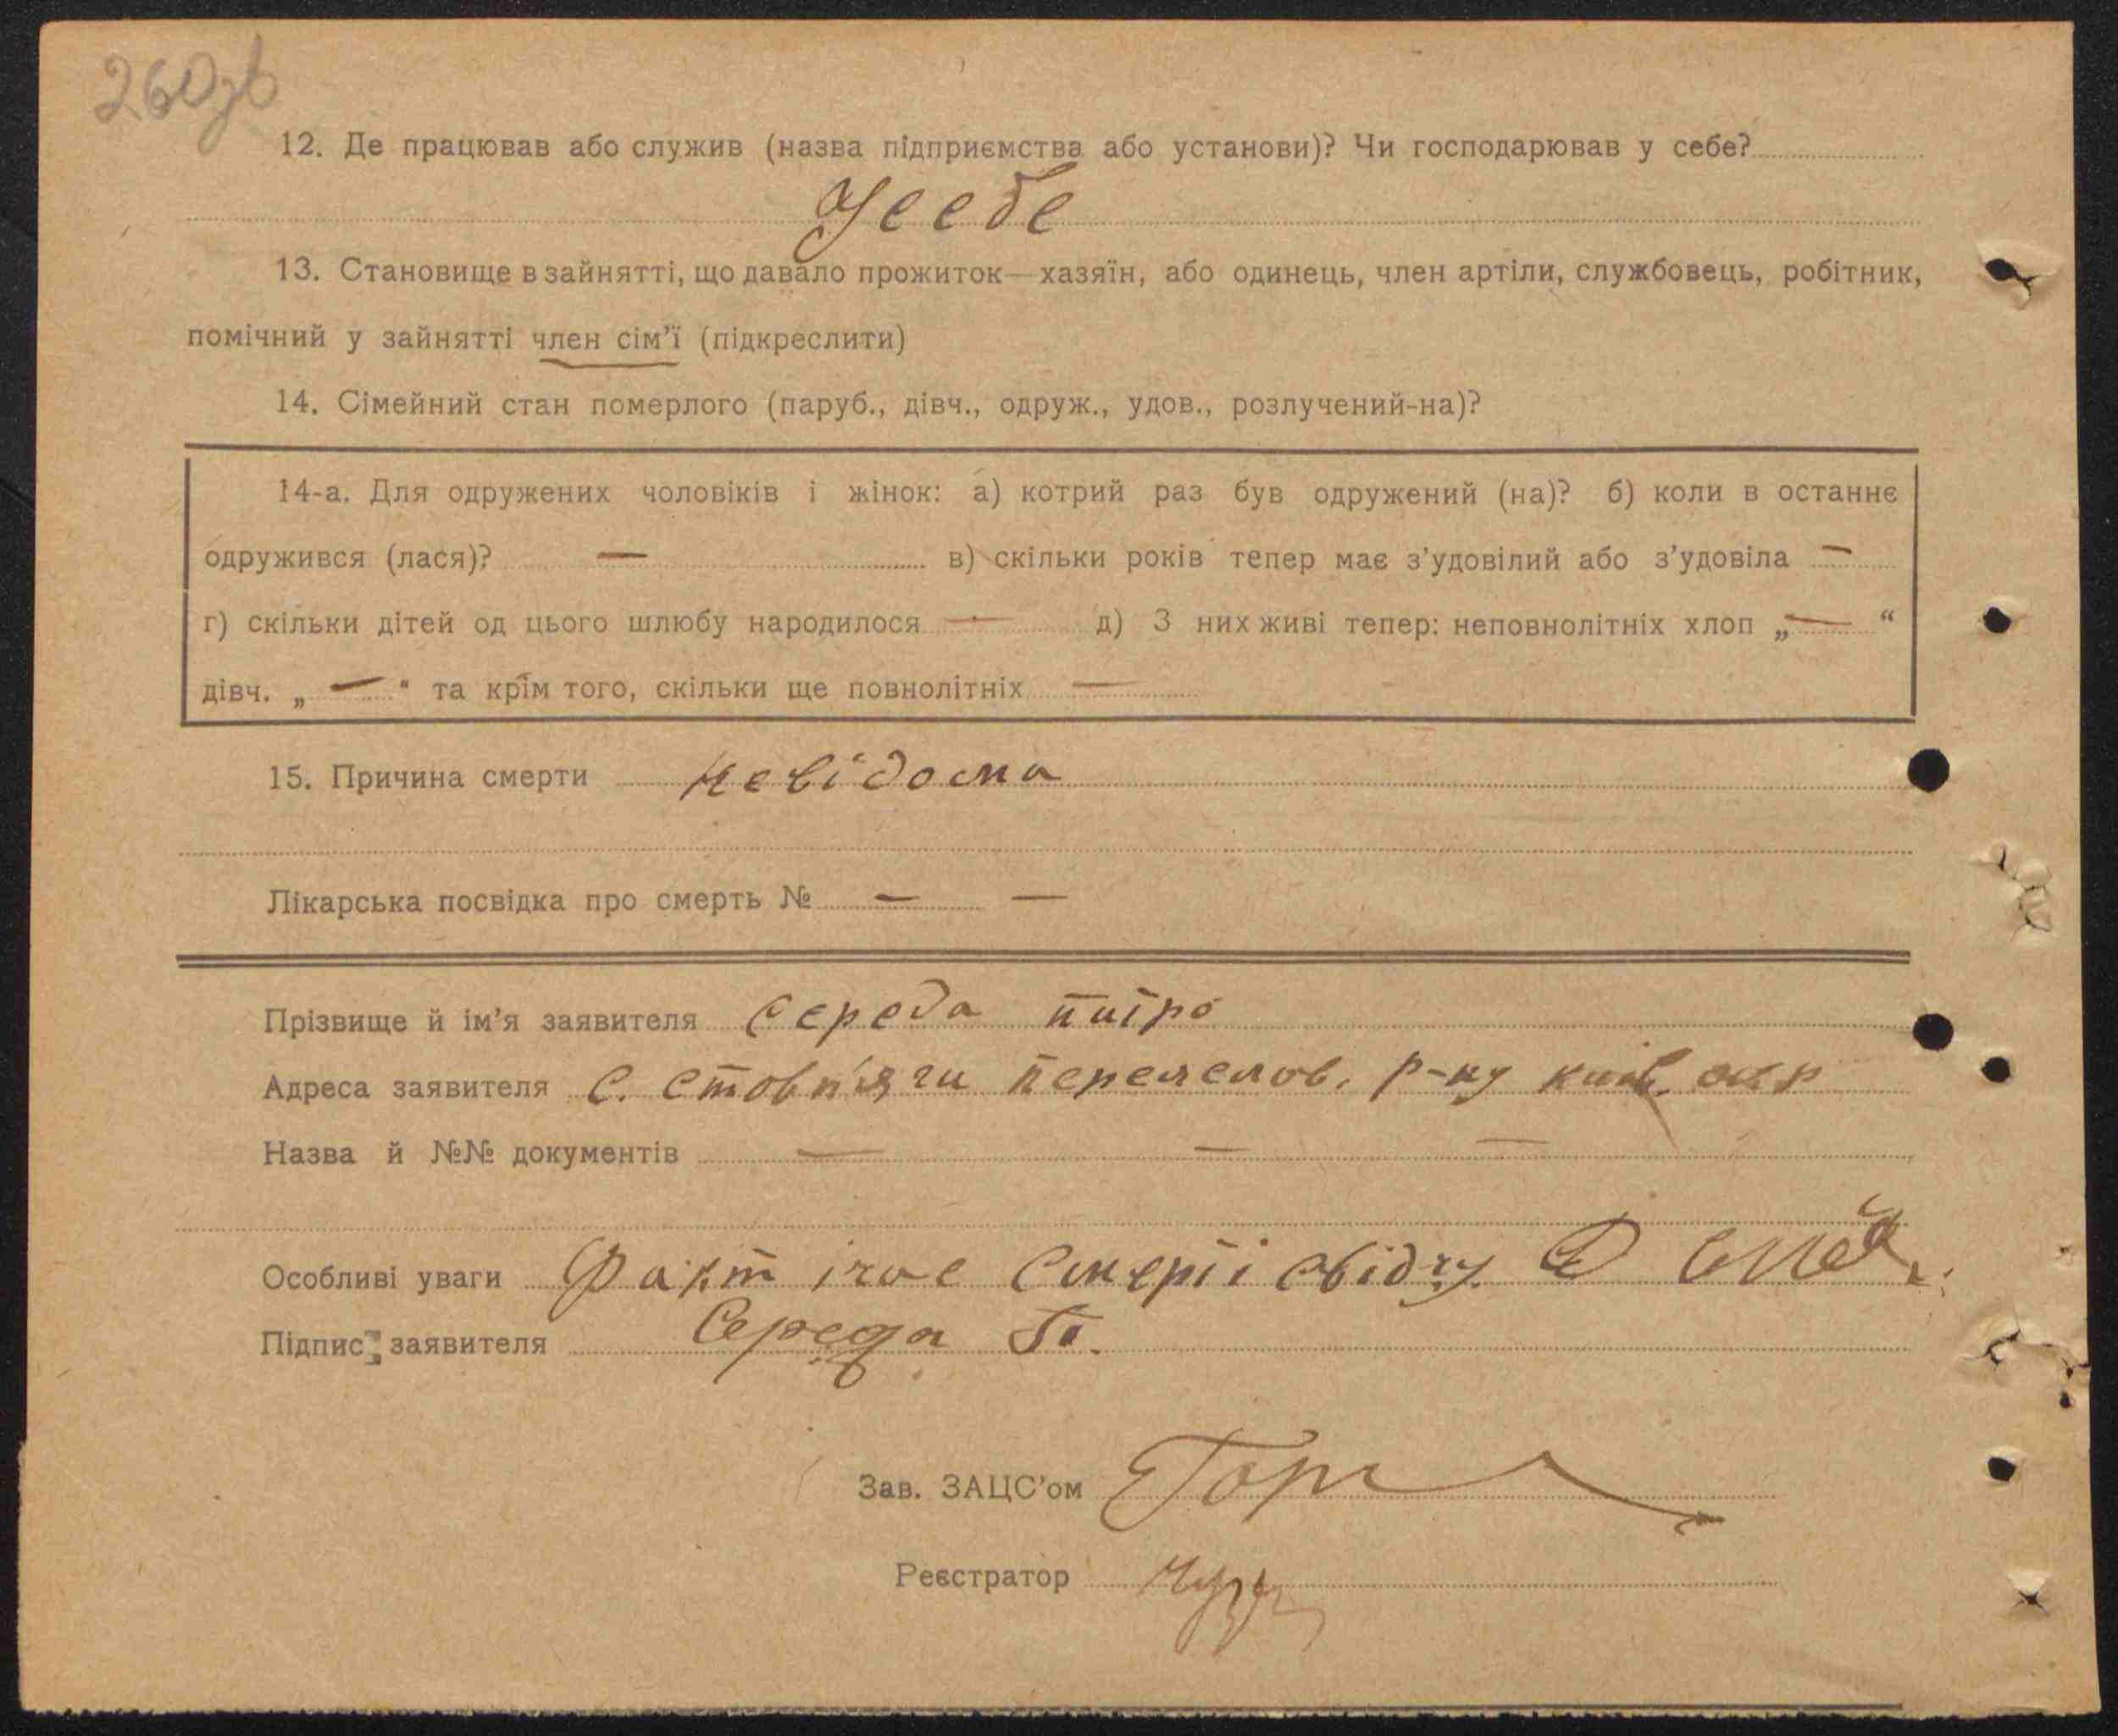 260зв
12. Де працював або служив (назва підприємства або установи)? Чи господарював у себе?
У себе
13. Становище в зайнятті, що давало прожиток—хазяїн, або одинець, член артіли, службовець, робітник,
помічний у зайнятті член сім’ї (підкреслити)
14. Сімейний стан померлого (паруб., дівч., одруж., удов., розлучений-на)?
14-а. Для одружених чоловіків і жінок: а) котрий раз був одружений (на)? б) коли в останнє
одружився (лася)? — в) скільки років тепер має з’удовілий або з’удовіла —
г) скільки дітей од цього шлюбу народилося — д) З них живі тепер: неповнолітніх хлоп „—“
дівч. „—“ та крім того, скільки ще повнолітніх —
15. Причина смерти невідома
Лікарська посвідка про смерть № — —
Прізвище й ім’я заявителя Середа
Адреса заявителя С. Стовп'яги р-ну київ. окр
Назва й №№ документів — — —
Особливі уваги Факт смерті свідч.
Підпис заявителя Середа П.
Зав. ЗАЦС’ом
Реєстратор